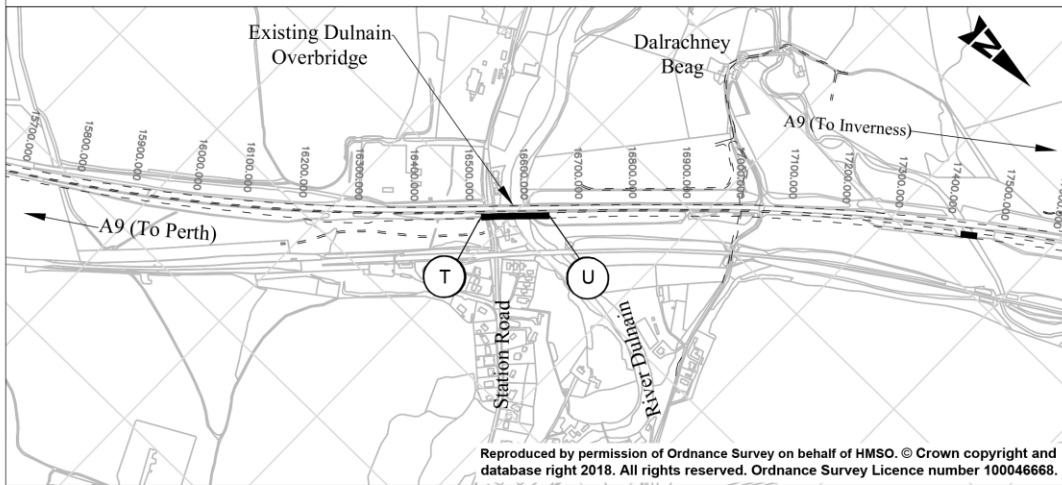 Existing Dulnain
Overbridge
Dalrachney
Beag
N
A9 (To Inverness)
15700.000
15800.000
15900.000
16000.000
16100.000
16200.000
16300.000
16400.000
16500.000
16600.000
16700.000
16800.000
16900.000
17000.000
17100.000
17200.000
17300.000
17400.000
17500.000
A9 (To Perth)
T
U
Station Road
River Dulnain
Reproduced by permission of Ordnance Survey on behalf of HMSO. © Crown copyright and
database right 2018. All rights reserved. Ordnance Survey Licence number 100046668.